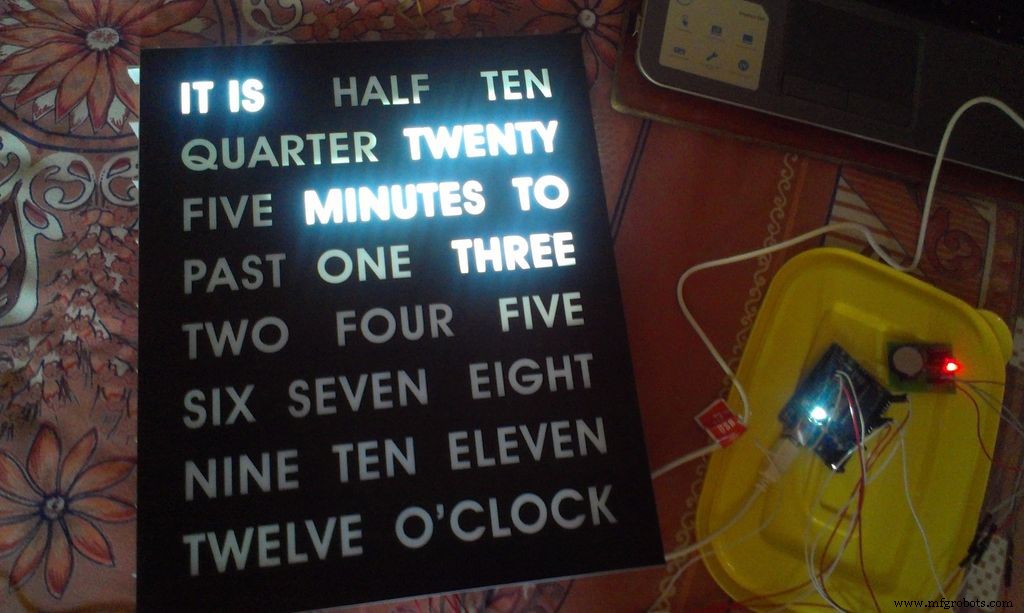 IT IS HALF TEN
QUARTER TWENTY
FIVE MINUTES TO
PAST ONE THREE
TWO FOUR FIVE
SIX SEVEN EIGHT
NINE TEN ELEVEN
TWELVE O'CLOCK
USB
www.mfgrobots.com